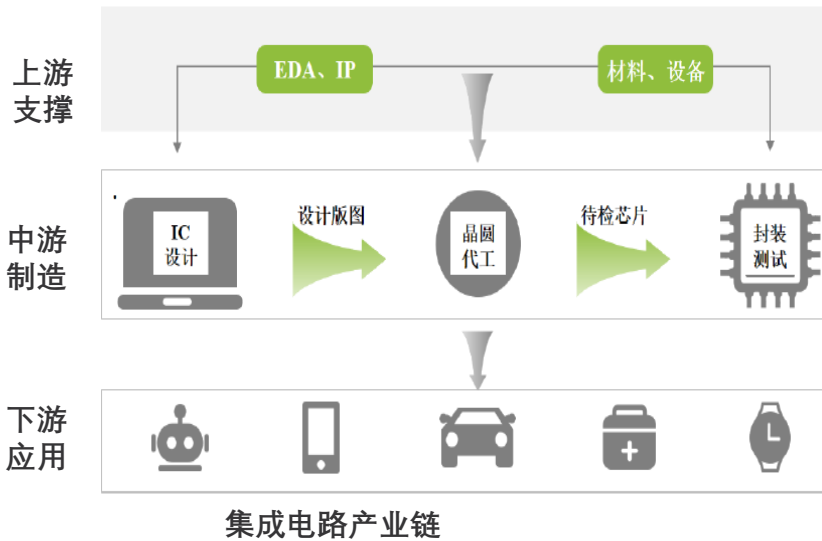 上游
支撑
EDA、IP
材料、设备
中游
制造
IC
设计
设计版图
晶圆
代工
待检芯片
封装
测试
下游
应用
集成电路产业链